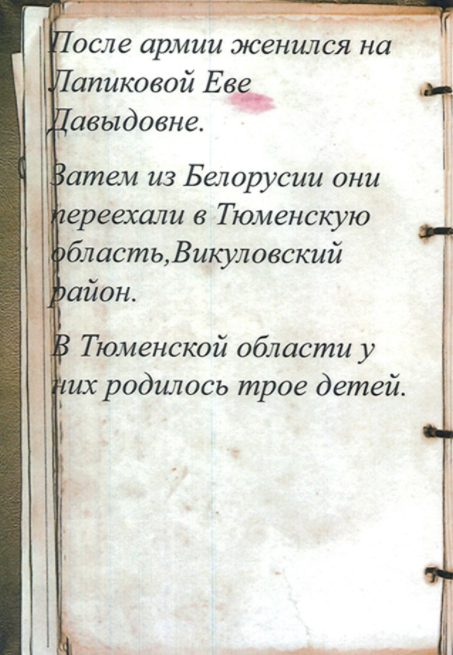 После армии женился на
Лапиковой Еве
Давыдовне.
Затем из Белорусии они
переехали в Тюменскую
область,Викуловский
район.
В Тюменской области у
них родилось трое детей.